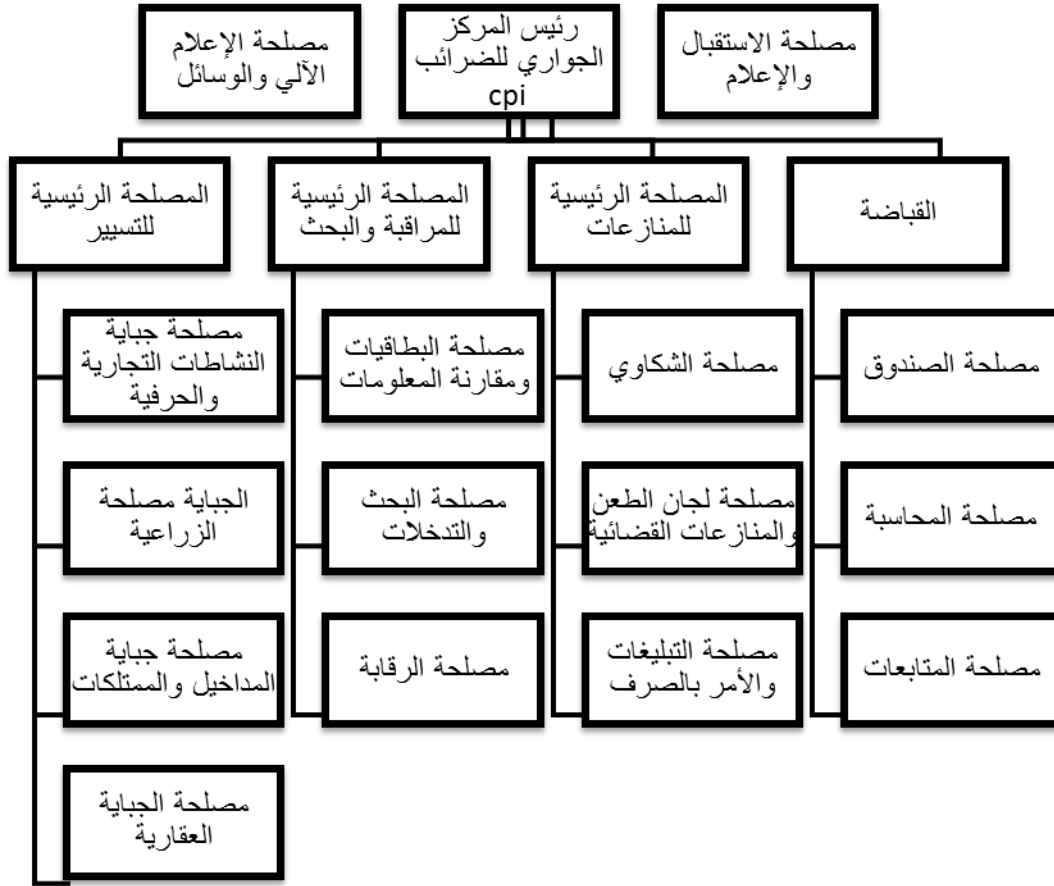 مصلحة الاستقبال
والإعلام
رئيس المركز
الجواري للضرائب
cpi
مصلحة الإعلام
الآلي والوسائل
القباضة
المصلحة الرئيسية
للمنازعات
المصلحة الرئيسية
للمراقبة والبحث
المصلحة الرئيسية
للتسيير
مصلحة الصندوق
مصلحة المحاسبة
مصلحة المتابعات
مصلحة الشكاوي
مصلحة لجان الطعن
والمنازعات القضائية
مصلحة التبليغات
والأمر بالصرف
مصلحة البطاقيات
ومقارنة المعلومات
مصلحة البحث
والتدخلات
مصلحة الرقابة
مصلحة جباية
النشاطات التجارية
والحرفية
الجباية مصلحة
الزراعية
مصلحة جباية
المداخيل والممتلكات
مصلحة الجباية
العقارية